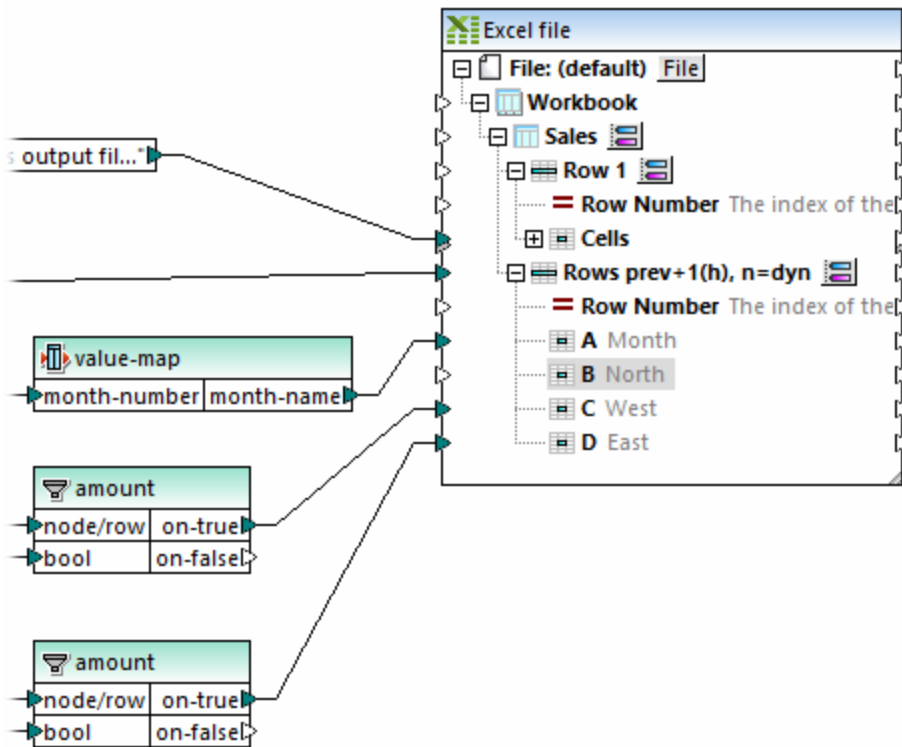 Excel file
File: (default) File
Workbook
Sales
Row 1
Row Number The index of the
Cells
Rows prev+1(h), n=dyn
Row Number The index of the
A Month
B North
C West
D East
s output fil..."
value-map
month-number month-name
amount
node/row on-true
bool on-false
amount
node/row on-true
bool on-false